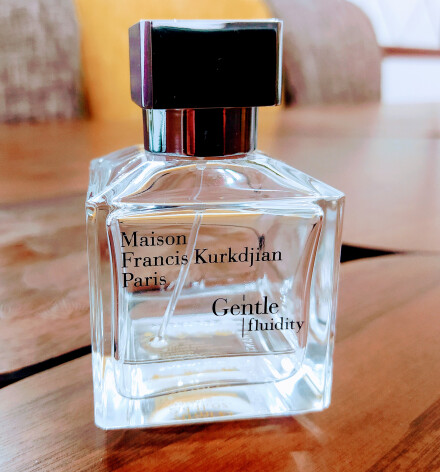 Maison
Francis Kurkdjian
Paris
Gentle
fluidity